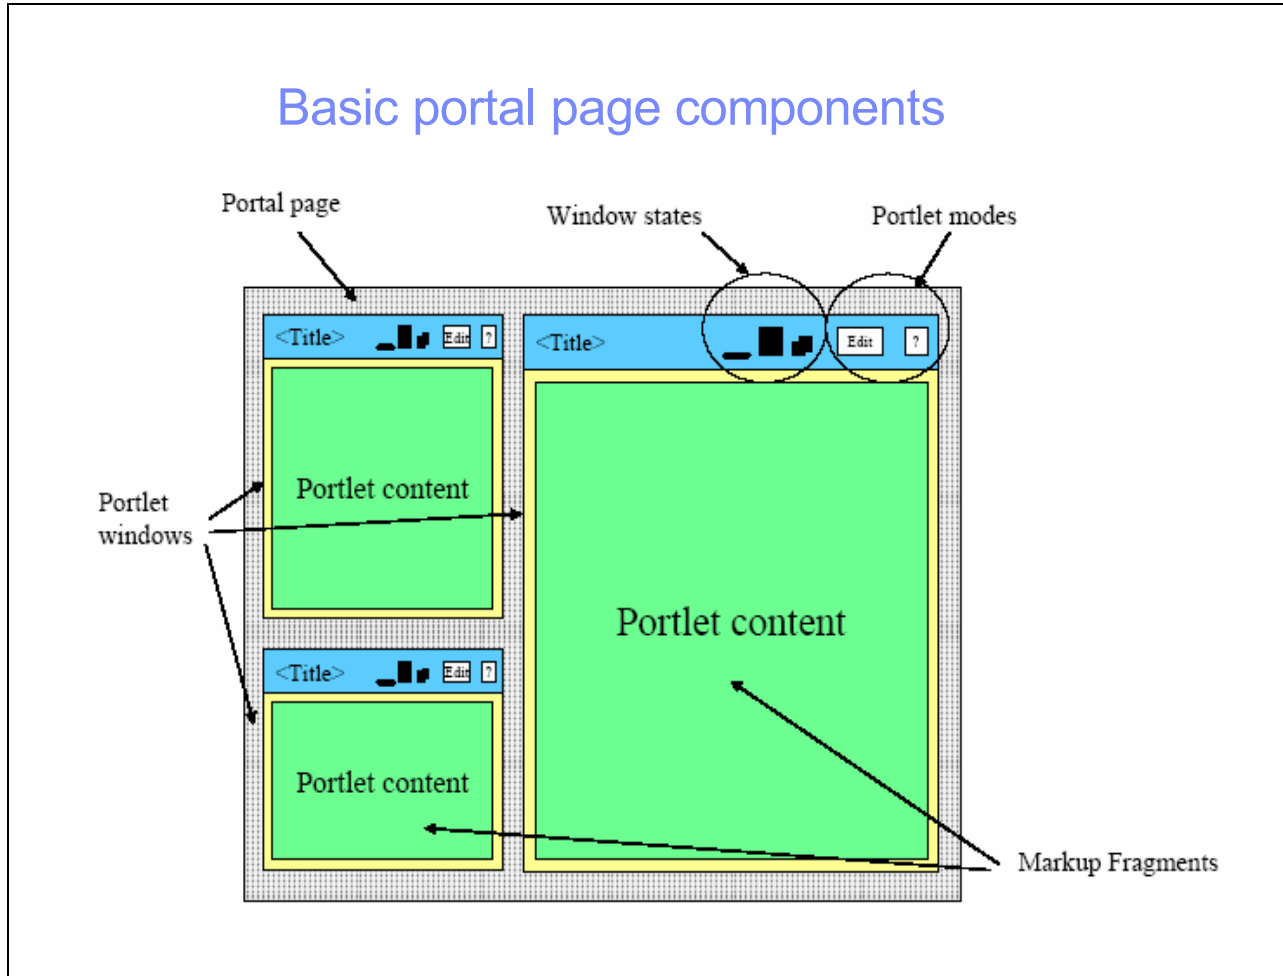 Basic portal page components
Portal page
Window states
Portlet modes
<Title>
Edit
?
<Title>
Edit
?
Portlet content
Portlet
windows
Portlet content
<Title>
Edit
?
Portlet content
Markup Fragments